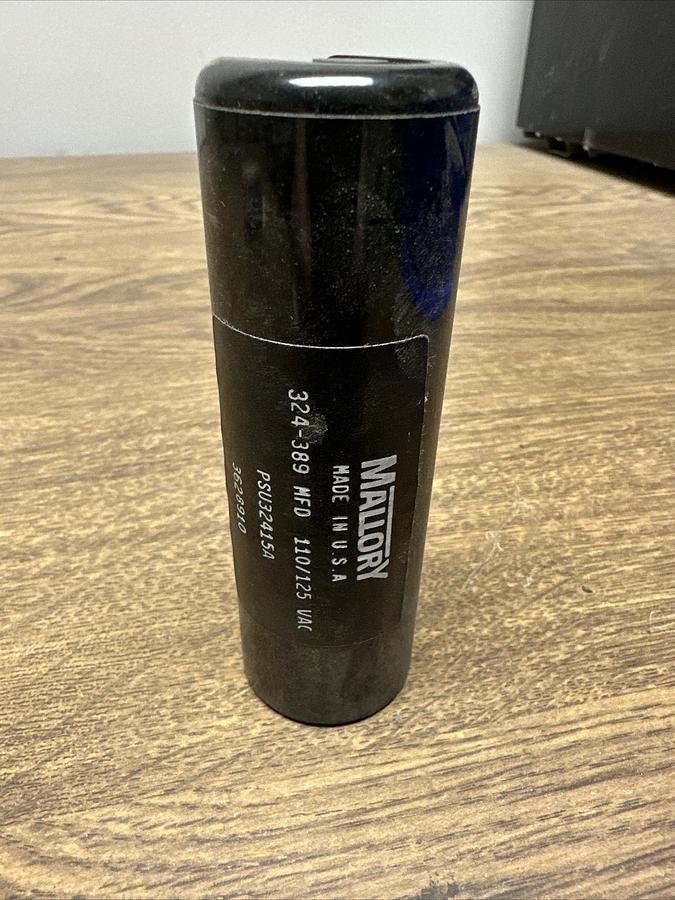 MALLORY
MADE IN U.S.A
324-389 MFD 110/125 VAC
PSU32415A
3628910